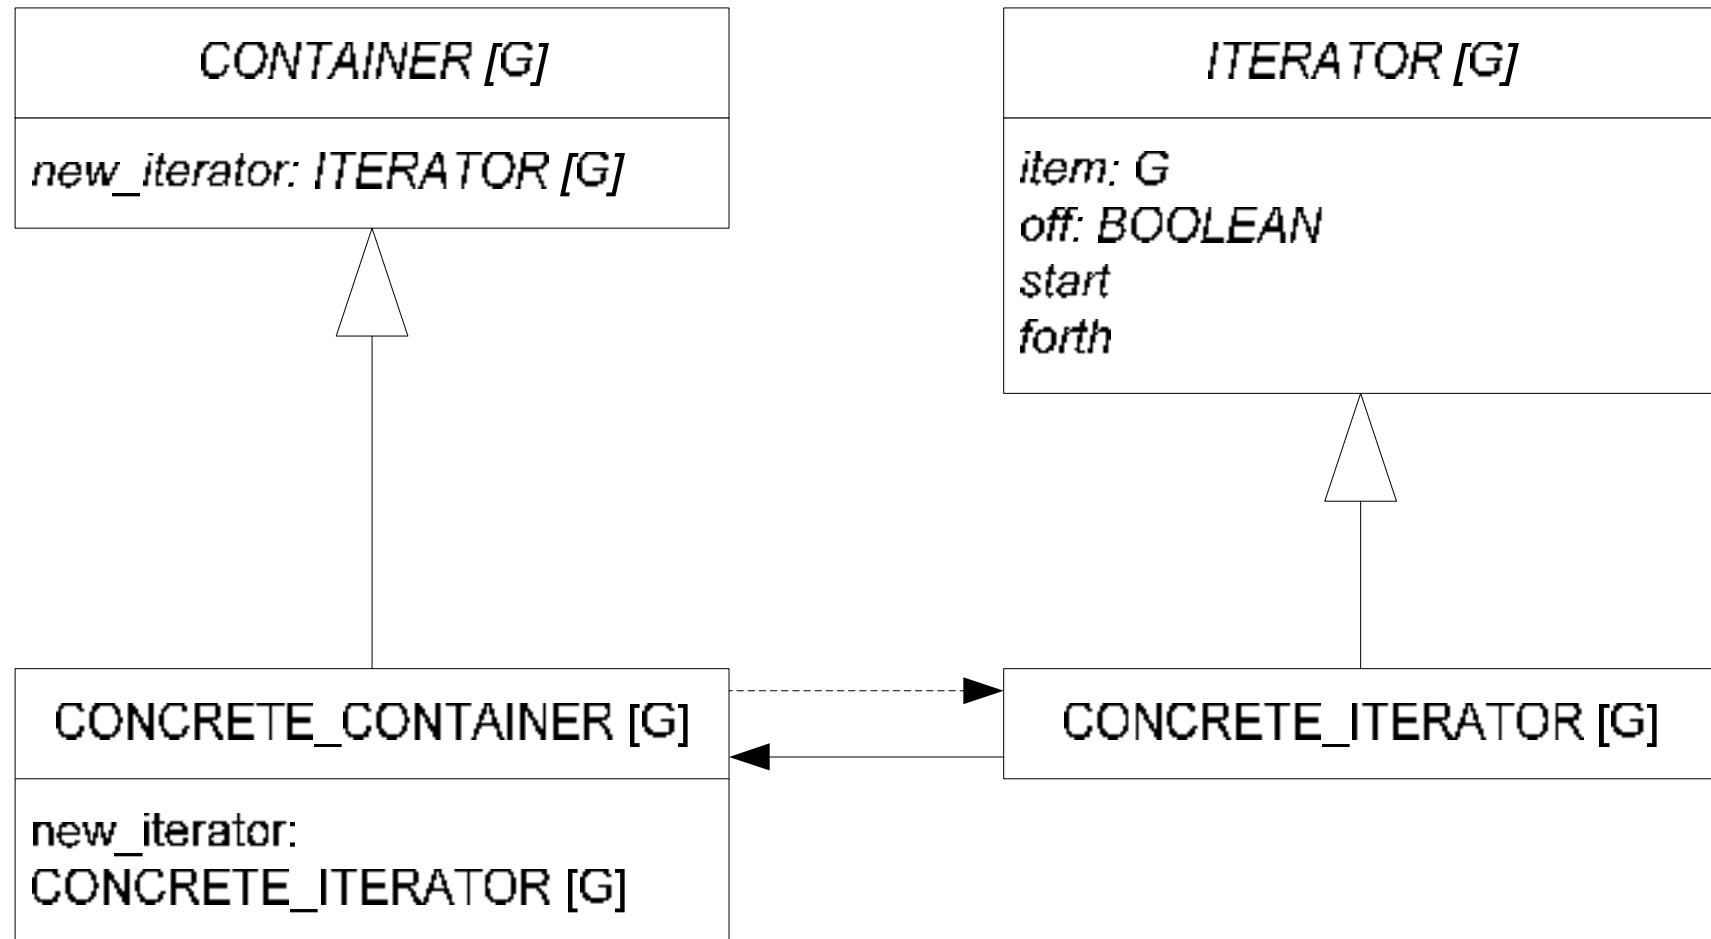 CONTAINER [G]
new_iterator: ITERATOR [G]
ITERATOR [G]
item: G
off: BOOLEAN
start
forth
CONCRETE_CONTAINER [G]
new_iterator:
CONCRETE_ITERATOR [G]
CONCRETE_ITERATOR [G]